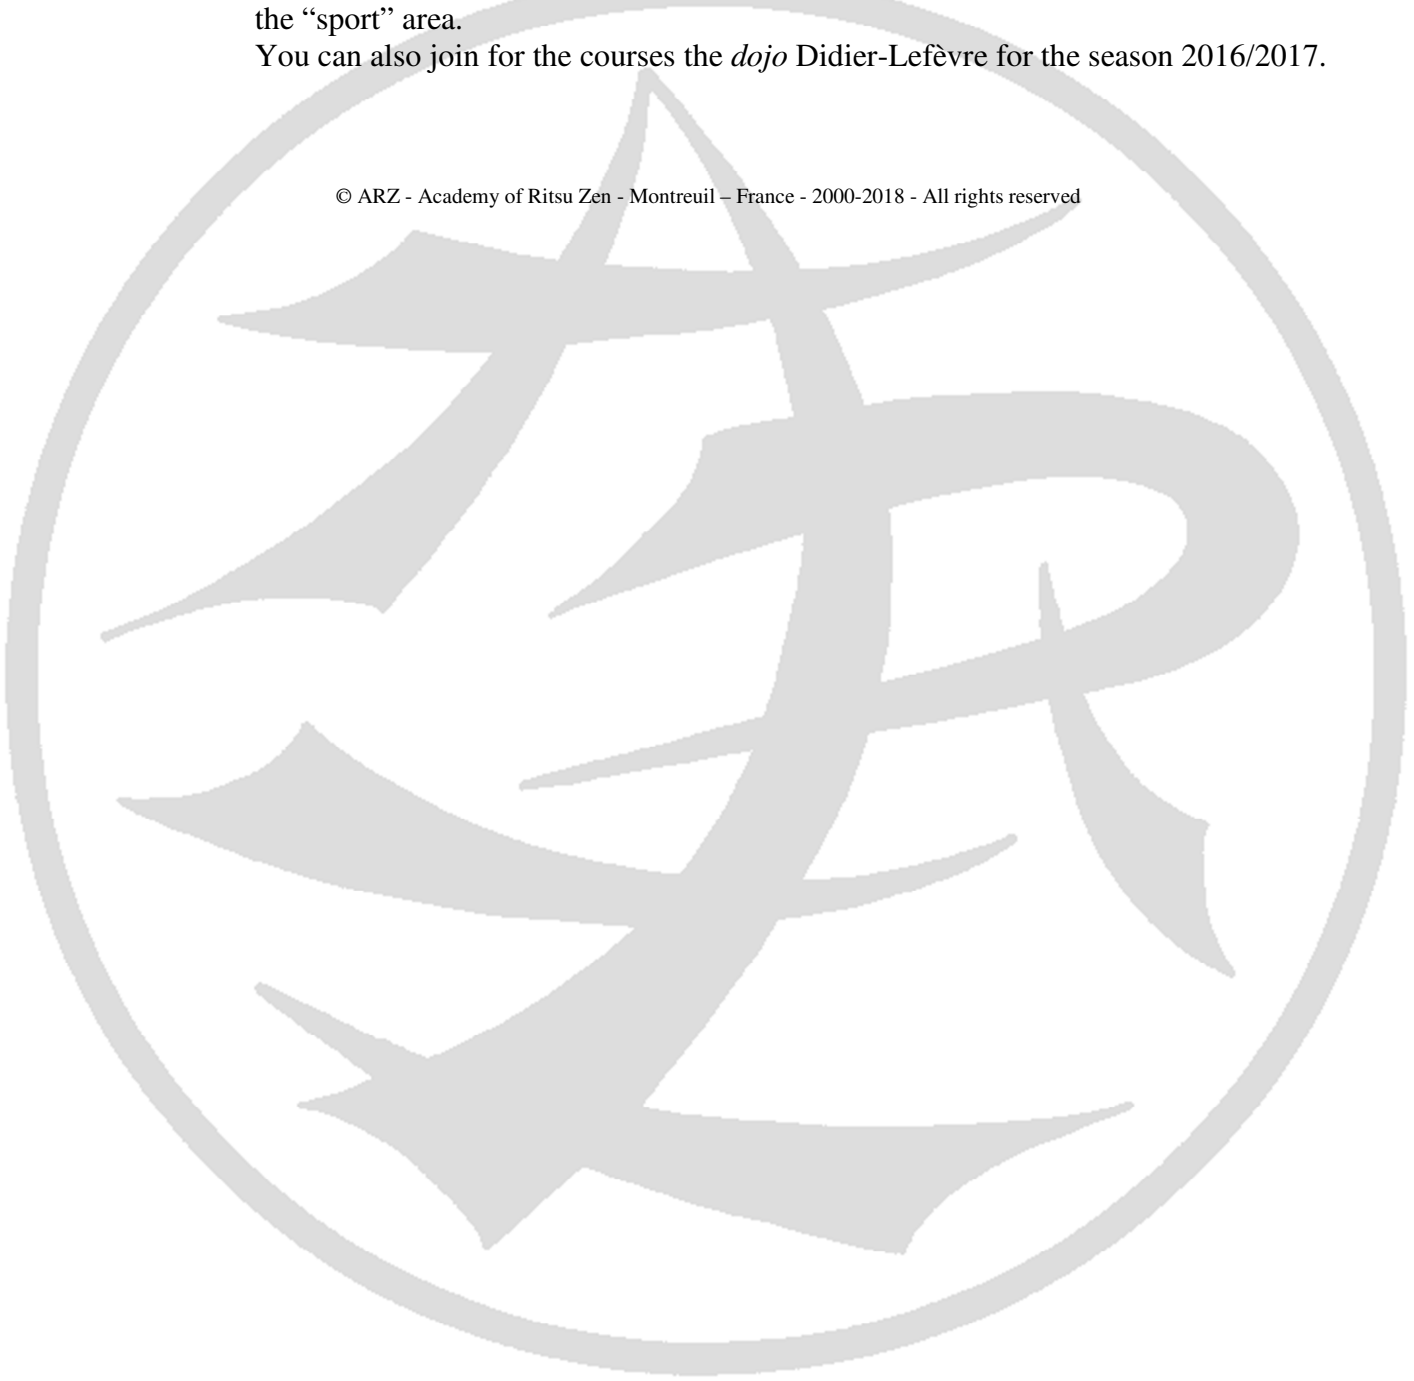 the “sport” area.
You can also join for the courses the dojo Didier-Lefèvre for the season 2016/2017.
© ARZ - Academy of Ritsu Zen - Montreuil – France - 2000-2018 - All rights reserved